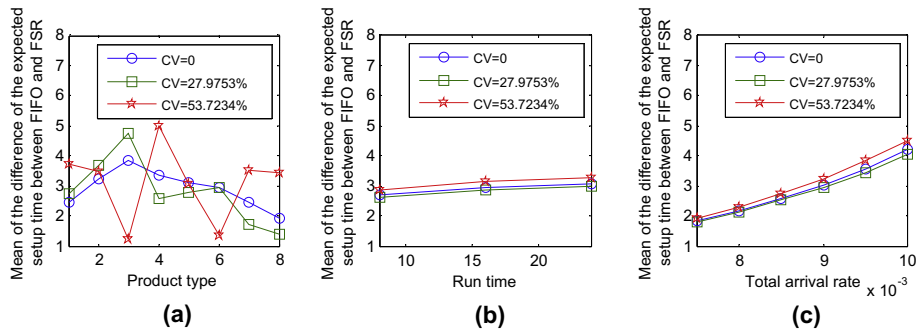 Mean of the difference of the expected
setup time between FIFO and FSR
8
7
6
5
4
3
2
1
CV=0
CV=27.9753%
CV=53.7234%
2 4 6 8
Product type
(a)
Mean of the difference of the expected
setup time between FIFO and FSR
8
7
6
5
4
3
2
1
CV=0
CV=27.9753%
CV=53.7234%
10 15 20
Run time
(b)
Mean of the difference of the expected
setup time between FIFO and FSR
8
7
6
5
4
3
2
1
CV=0
CV=27.9753%
CV=53.7234%
8 9 10
Total arrival rate x 10-3
(c)